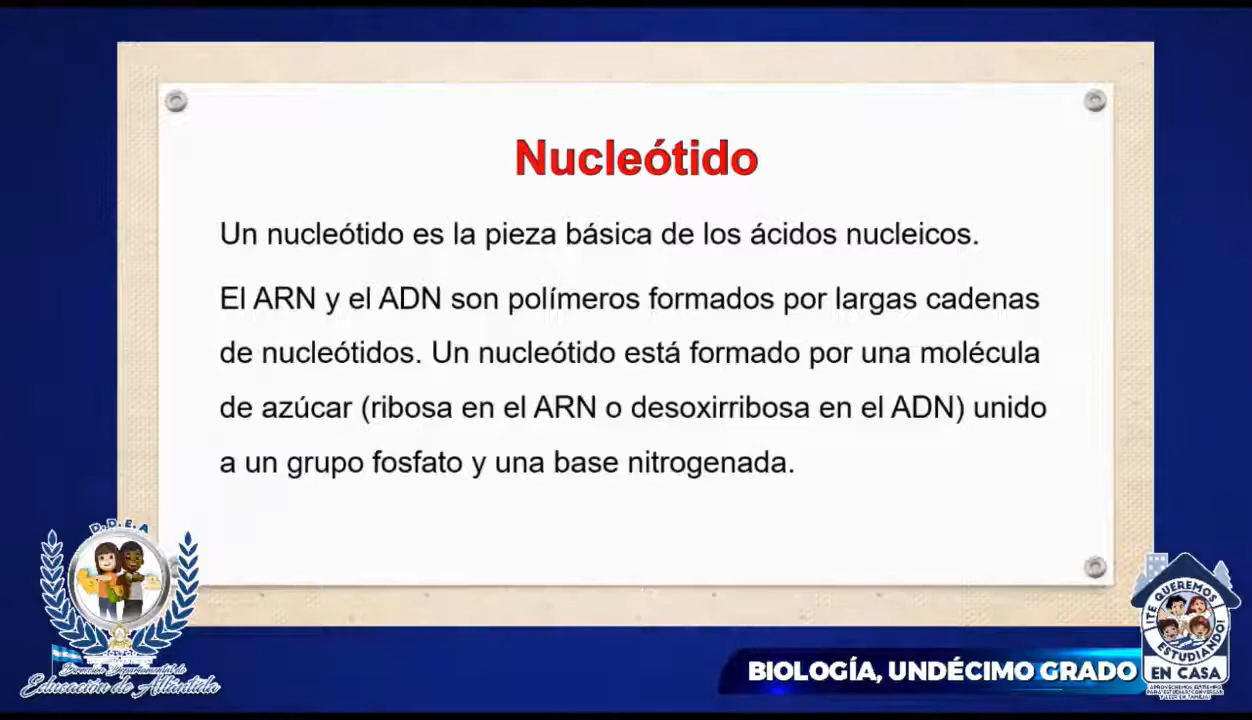 Nucleótido
Un nucleótido es la pieza básica de los ácidos nucleicos.
El ARN y el ADN son polímeros formados por largas cadenas
de nucleótidos. Un nucleótido está formado por una molécula
de azúcar (ribosa en el ARN o desoxirribosa en el ADN) unido
a un grupo fosfato y una base nitrogenada.
D.D.E.A
Dirección Departamental de
Educación de Atlántida
BIOLOGÍA, UNDÉCIMO GRADO
¡TE QUEREMOS
ESTUDIANDO!
EN CASA